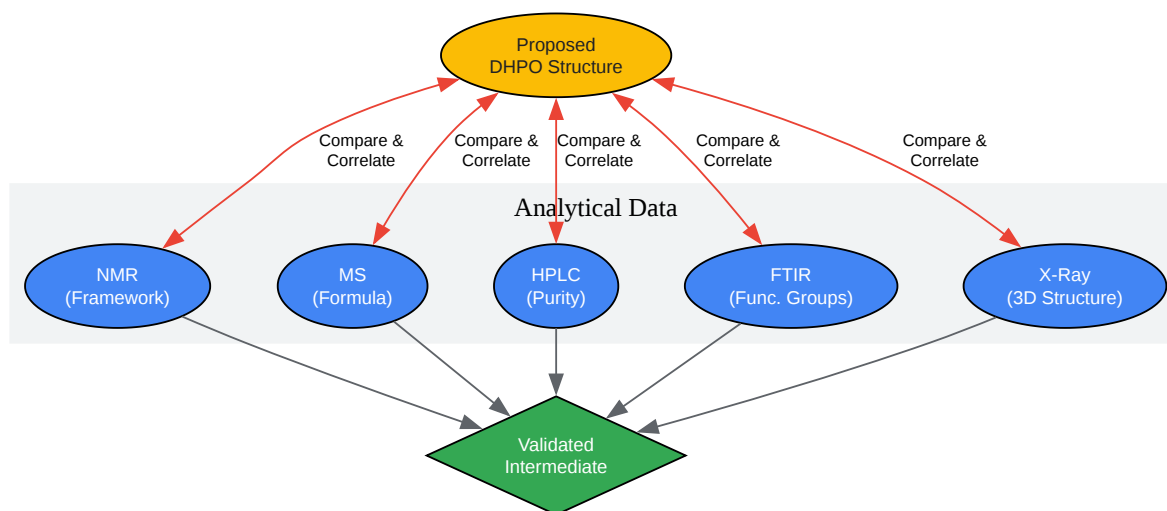 Proposed
DHPO Structure
Compare &
Correlate
Compare &
Correlate
Compare &
Correlate
Compare &
Correlate
Compare &
Correlate
Analytical Data
NMR
(Framework)
MS
(Formula)
HPLC
(Purity)
FTIR
(Func. Groups)
X-Ray
(3D Structure)
Validated
Intermediate